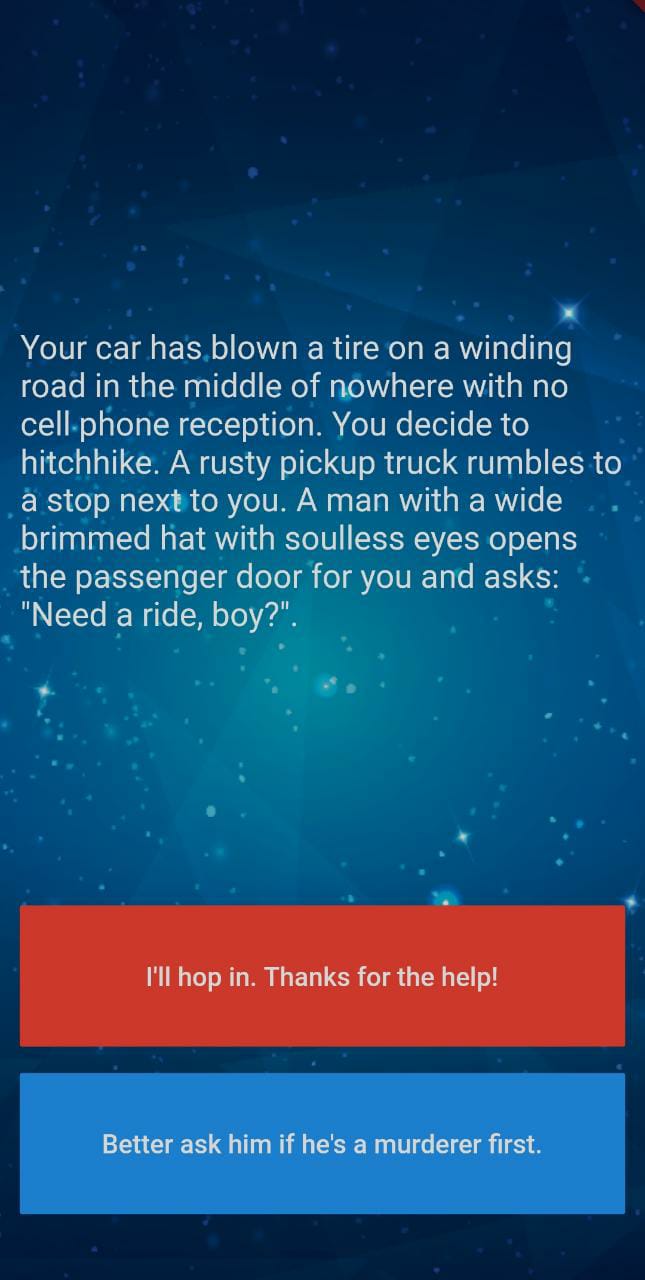 Your car has blown a tire on a winding
road in the middle of nowhere with no
cell phone reception. You decide to
hitchhike. A rusty pickup truck rumbles to
a stop next to you. A man with a wide
brimmed hat with soulless eyes opens
the passenger door for you and asks:
"Need a ride, boy?".
I'll hop in. Thanks for the help!
Better ask him if he's a murderer first.